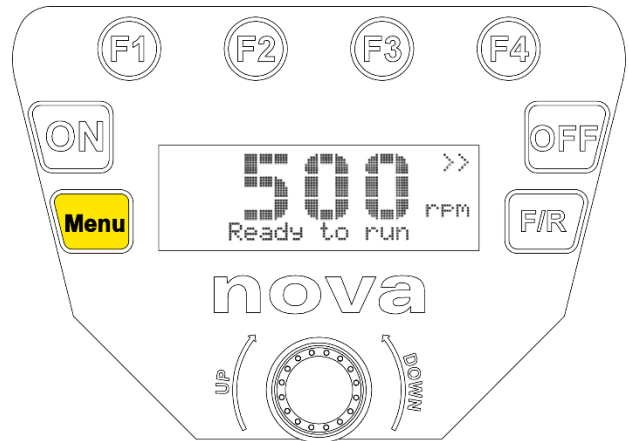 F1 F2 F3 F4
ON OFF
500 >>
rpm
Menu F/R
Ready to run
nova
UP DOWN